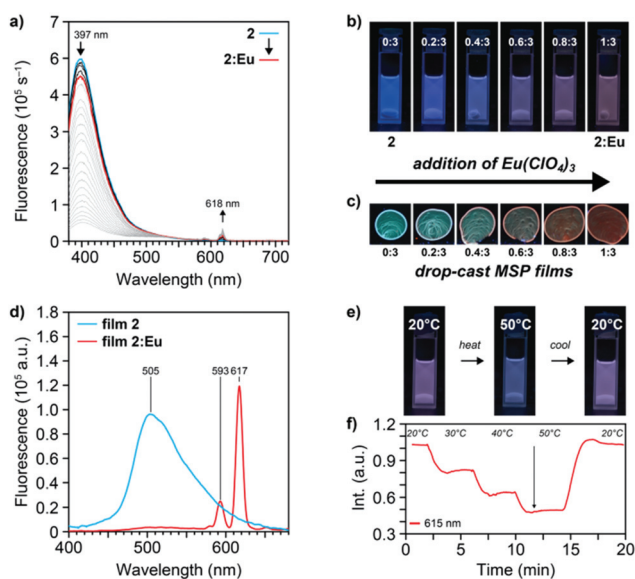 a)
397 nm
2
2:Eu
618 nm
Fluorescence (10⁵ s⁻¹)
7
6
5
4
3
2
1
0
400 450 500 550 600 650 700
Wavelength (nm)
b)
0:3 0.2:3 0.4:3 0.6:3 0.8:3 1:3
2 2:Eu
addition of Eu(ClO₄)₃
c)
0:3 0.2:3 0.4:3 0.6:3 0.8:3 1:3
drop-cast MSP films
d)
film 2
film 2:Eu
505
593 617
Fluorescence (10⁵ a.u.)
1.8
1.6
1.4
1.2
1.0
0.8
0.6
0.4
0.2
0
400 500 600
Wavelength (nm)
e)
20°C 50°C 20°C
heat cool
f)
20°C 30°C 40°C 50°C 20°C
Int. (a.u.)
1.2
0.9
0.6
0.3
615 nm
0 5 10 15 20
Time (min)